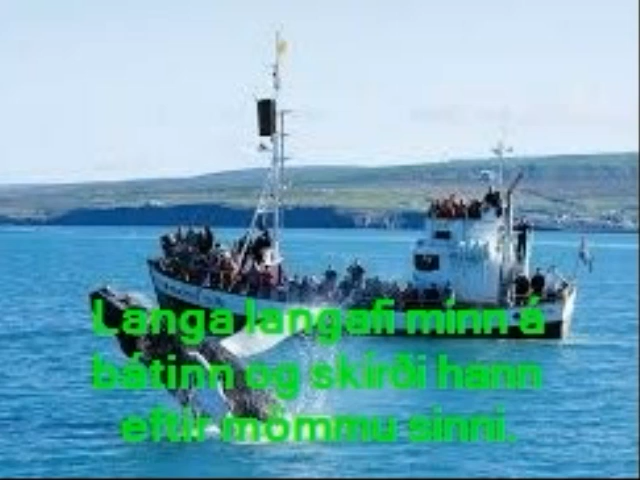 Langa langafi minn á
bátinn og skírði hann
eftir mömmu sinni.